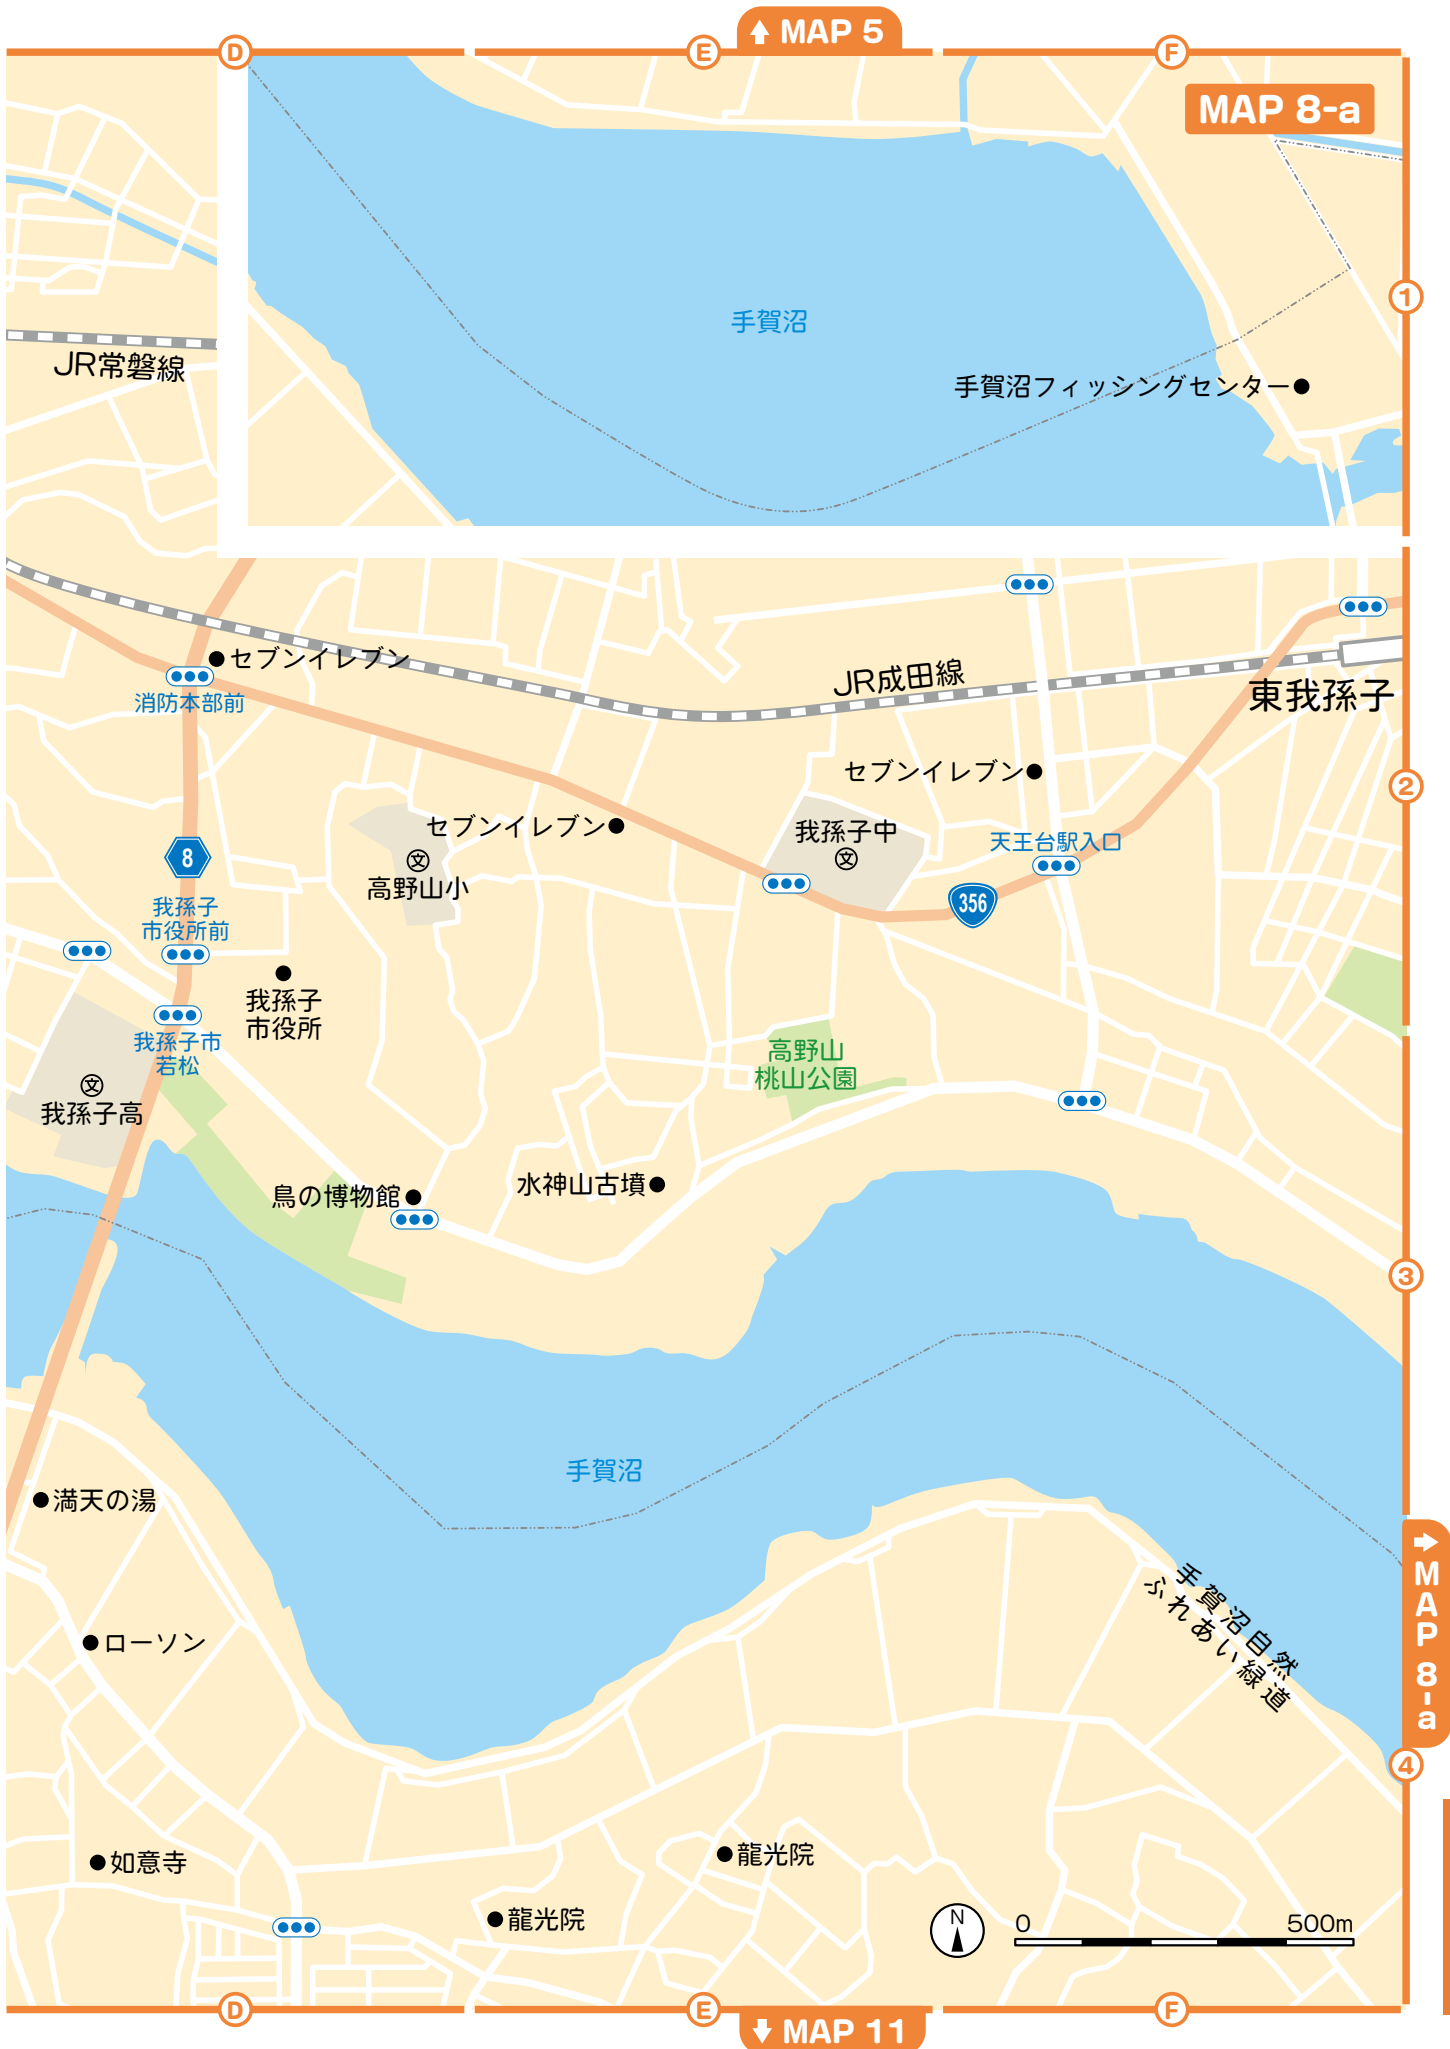 MAP 5
D
E
F
MAP 8-a
1
手賀沼
JR常磐線
手賀沼フィッシングセンター
セブンイレブン
消防本部前
JR成田線
東我孫子
セブンイレブン
2
セブンイレブン
我孫子中
文
天王台駅入口
8
文
高野山小
356
我孫子
市役所前
我孫子
市役所
我孫子市
若松
高野山
桃山公園
文
我孫子高
鳥の博物館
水神山古墳
3
手賀沼
満天の湯
手賀沼自然
ふれあい緑道
MAP 8-a
ローソン
4
如意寺
龍光院
龍光院
N
0
500m
D
E
F
MAP 11